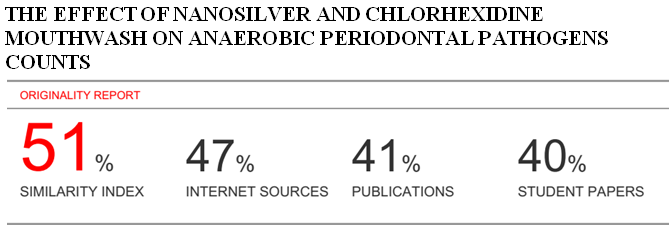 THE EFFECT OF NANOSILVER AND CHLORHEXIDINE
MOUTHWASH ON ANAEROBIC PERIODONTAL PATHOGENS
COUNTS
ORIGINALITY REPORT
51% 47% 41% 40%
SIMILARITY INDEX INTERNET SOURCES PUBLICATIONS STUDENT PAPERS